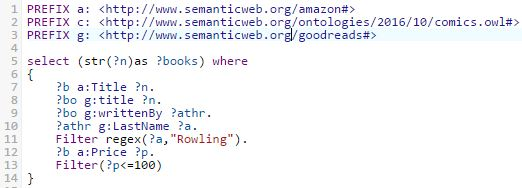 1 PREFIX a: <http://www.semanticweb.org/amazon#>
2 PREFIX c: <http://www.semanticweb.org/ontologies/2016/10/comics.owl#>
3 PREFIX g: <http://www.semanticweb.org/goodreads#>
4
5 select (str(?n)as ?books) where
6 {
7 ?b a:Title ?n.
8 ?bo g:title ?n.
9 ?bo g:writtenBy ?athr.
10 ?athr g:LastName ?a.
11 Filter regex(?a,"Rowling").
12 ?b a:Price ?p.
13 Filter(?p<=100)
14 }